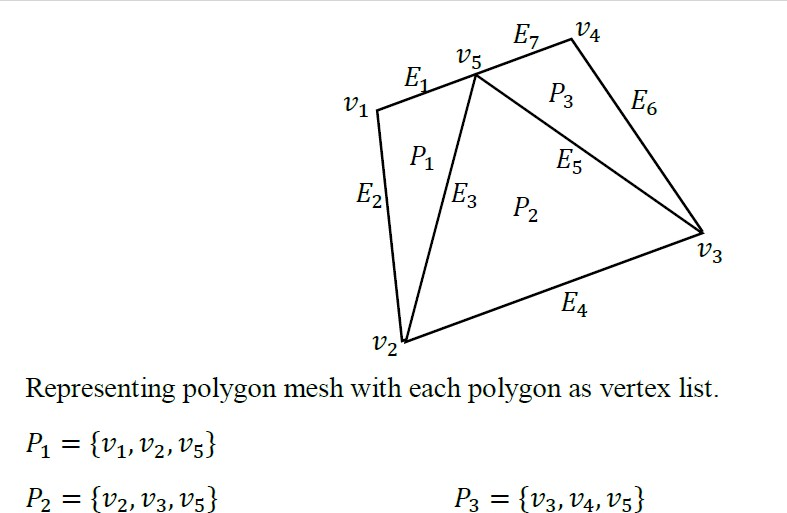 E₇ v₄
v₅
E₁
v₁ P₃ E₆
P₁ E₅
E₂ E₃ P₂
v₃
E₄
v₂
Representing polygon mesh with each polygon as vertex list.
P₁ = {v₁, v₂, v₅}
P₂ = {v₂, v₃, v₅} P₃ = {v₃, v₄, v₅}